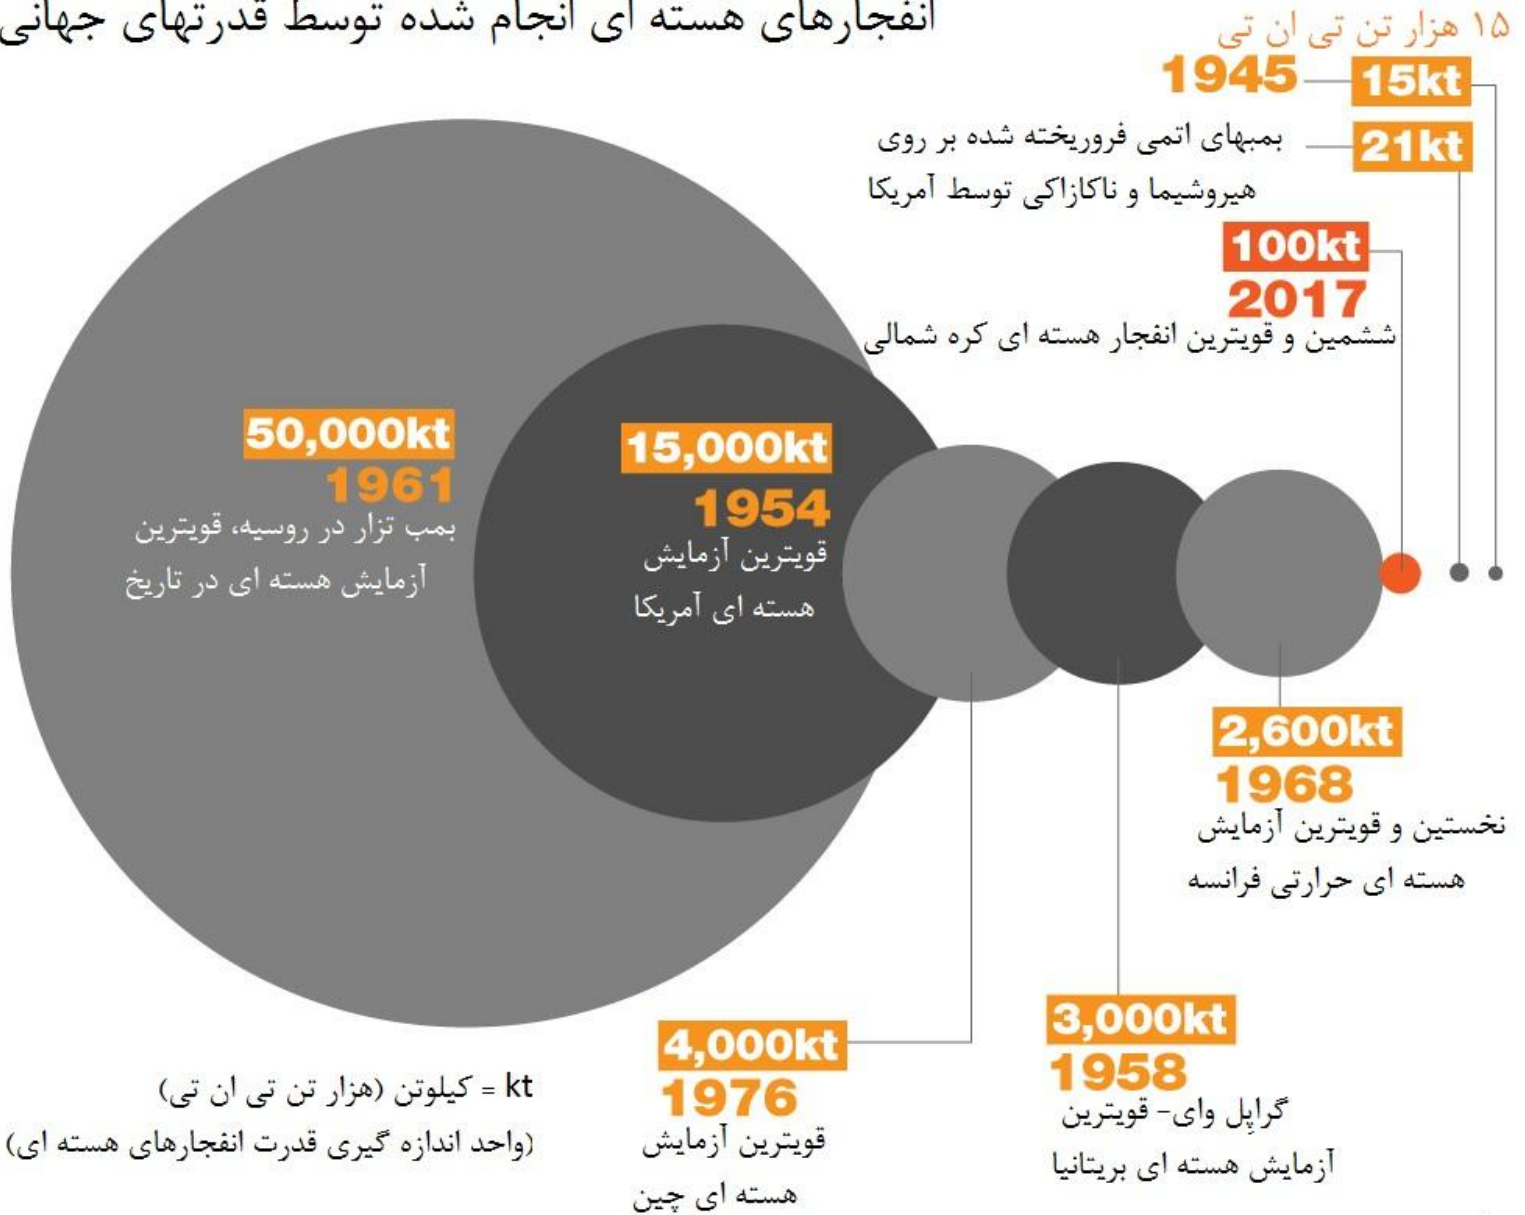 انفجارهای هسته ای انجام شده توسط قدرتهای جهانی
۱۵ هزار تن تی ان تی
1945
15kt
21kt
بمبهای اتمی فروریخته شده بر روی
هیروشیما و ناکازاکی توسط آمریکا
100kt
2017
ششمین و قویترین انفجار هسته ای کره شمالی
50,000kt
1961
بمب تزار در روسیه، قویترین
آزمایش هسته ای در تاریخ
15,000kt
1954
قویترین آزمایش
هسته ای آمریکا
2,600kt
1968
نخستین و قویترین آزمایش
هسته ای حرارتی فرانسه
3,000kt
1958
گراپِل وای- قویترین
آزمایش هسته ای بریتانیا
4,000kt
1976
قویترین آزمایش
هسته ای چین
kt = کیلوتن (هزار تن تی ان تی)
(واحد اندازه گیری قدرت انفجارهای هسته ای)